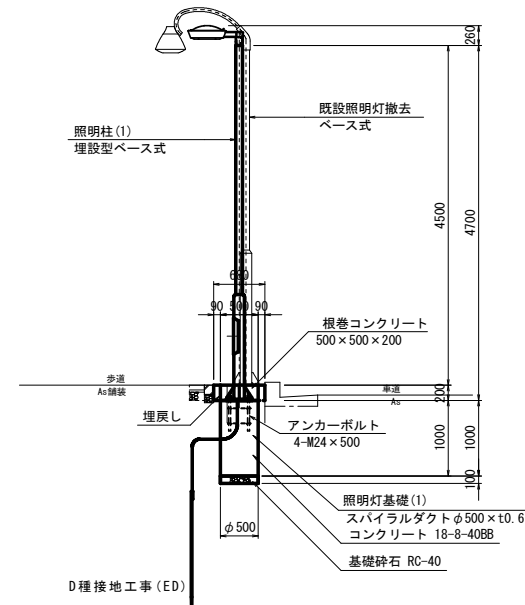 260
既設照明灯撤去
ベース式
照明柱(1)
埋設型ベース式
4500
4700
90 500 90
根巻コンクリート
500×500×200
歩道
As舗装
車道
As
200
埋戻し
アンカーボルト
4-M24×500
1000
1000
100
照明灯基礎(1)
スパイラルダクトφ500×t0.6
コンクリート 18-8-40BB
φ500
基礎砕石 RC-40
D種接地工事(ED)